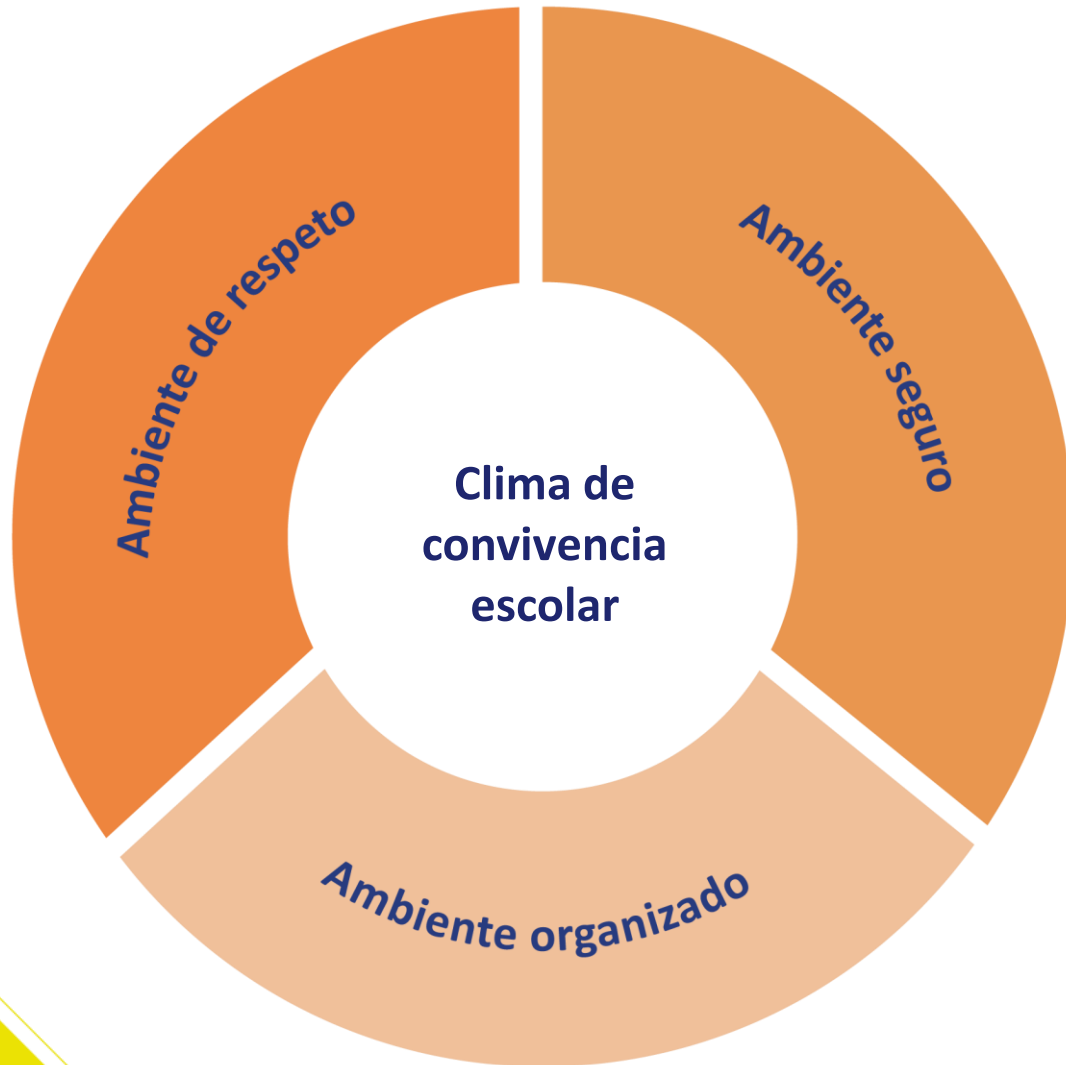 Ambiente de respeto
Ambiente seguro
Clima de
convivencia
escolar
Ambiente organizado